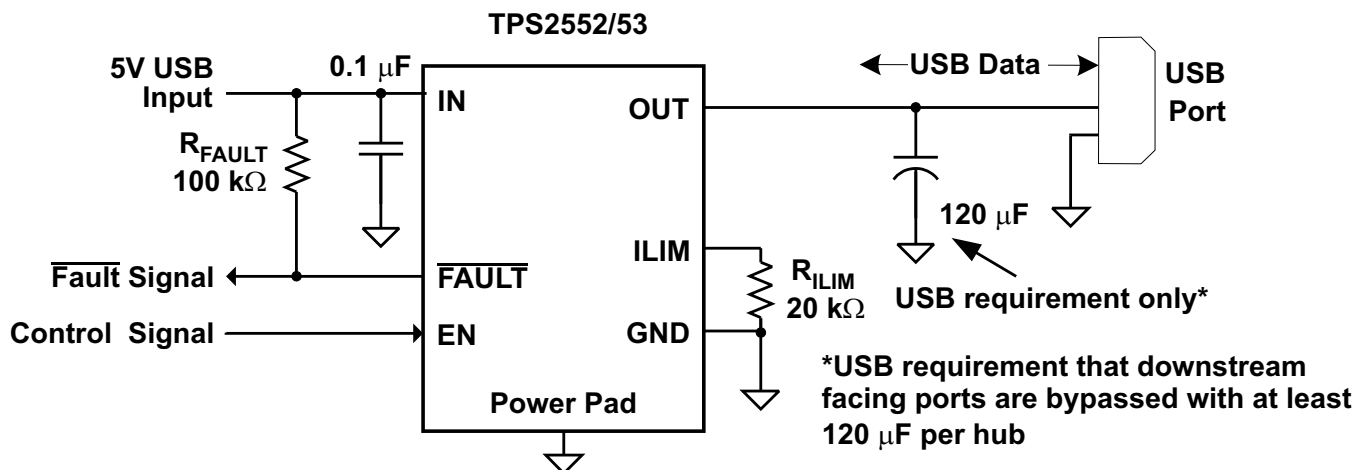 TPS2552/53
5V USB
Input
0.1 μF
IN
OUT
USB Data
USB
Port
R_FAULT
100 kΩ
120 μF
ILIM
R_ILIM
20 kΩ
USB requirement only*
Fault Signal
FAULT
Control Signal
EN
GND
Power Pad
*USB requirement that downstream
facing ports are bypassed with at least
120 μF per hub